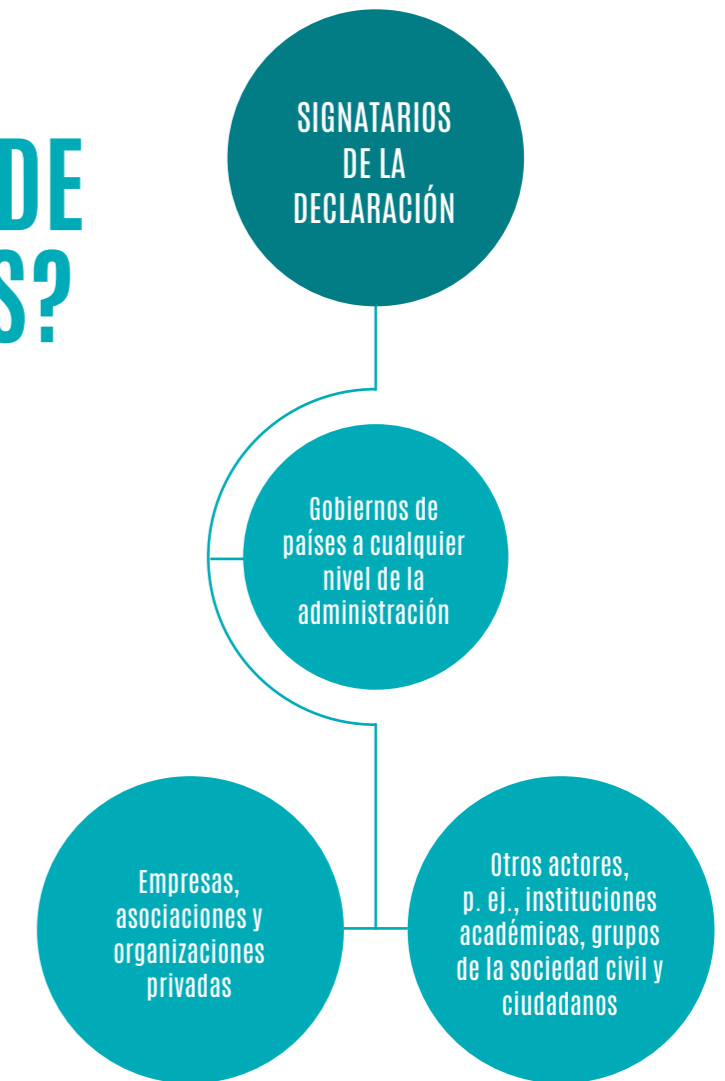 DE
S?
SIGNATARIOS
DE LA
DECLARACIÓN
Gobiernos de
países a cualquier
nivel de la
administración
Empresas,
asociaciones y
organizaciones
privadas
Otros actores,
p. ej., instituciones
académicas, grupos
de la sociedad civil y
ciudadanos